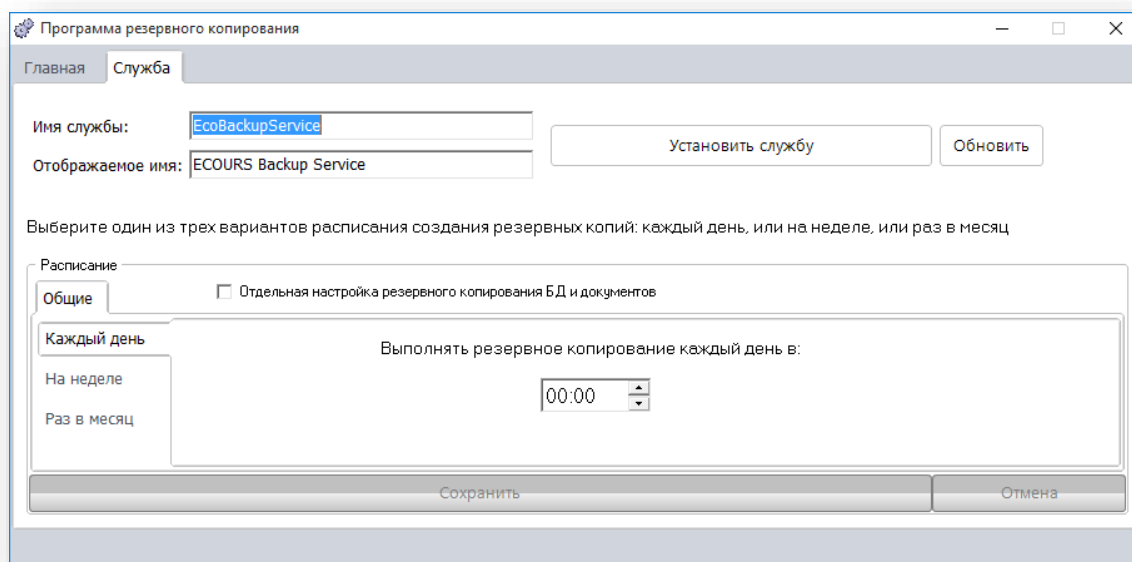 Программа резервного копирования
Главная Служба
Имя службы: EcoBackupService
Установить службу Обновить
Отображаемое имя: ECOURS Backup Service
Выберите один из трех вариантов расписания создания резервных копий: каждый день, или на неделе, или раз в месяц
Расписание
Общие Отдельная настройка резервного копирования БД и документов
Каждый день
Выполнять резервное копирование каждый день в:
На неделе
00:00
Раз в месяц
Сохранить Отмена